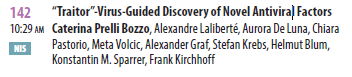 142 "Traitor"-Virus-Guided Discovery of Novel Antiviral Factors
10:29 AM Caterina Prelli Bozzo, Alexandre Laliberté, Aurora De Luna, Chiara
NIS Pastorio, Meta Volcic, Alexander Graf, Stefan Krebs, Helmut Blum,
Konstantin M. Sparrer, Frank Kirchhoff